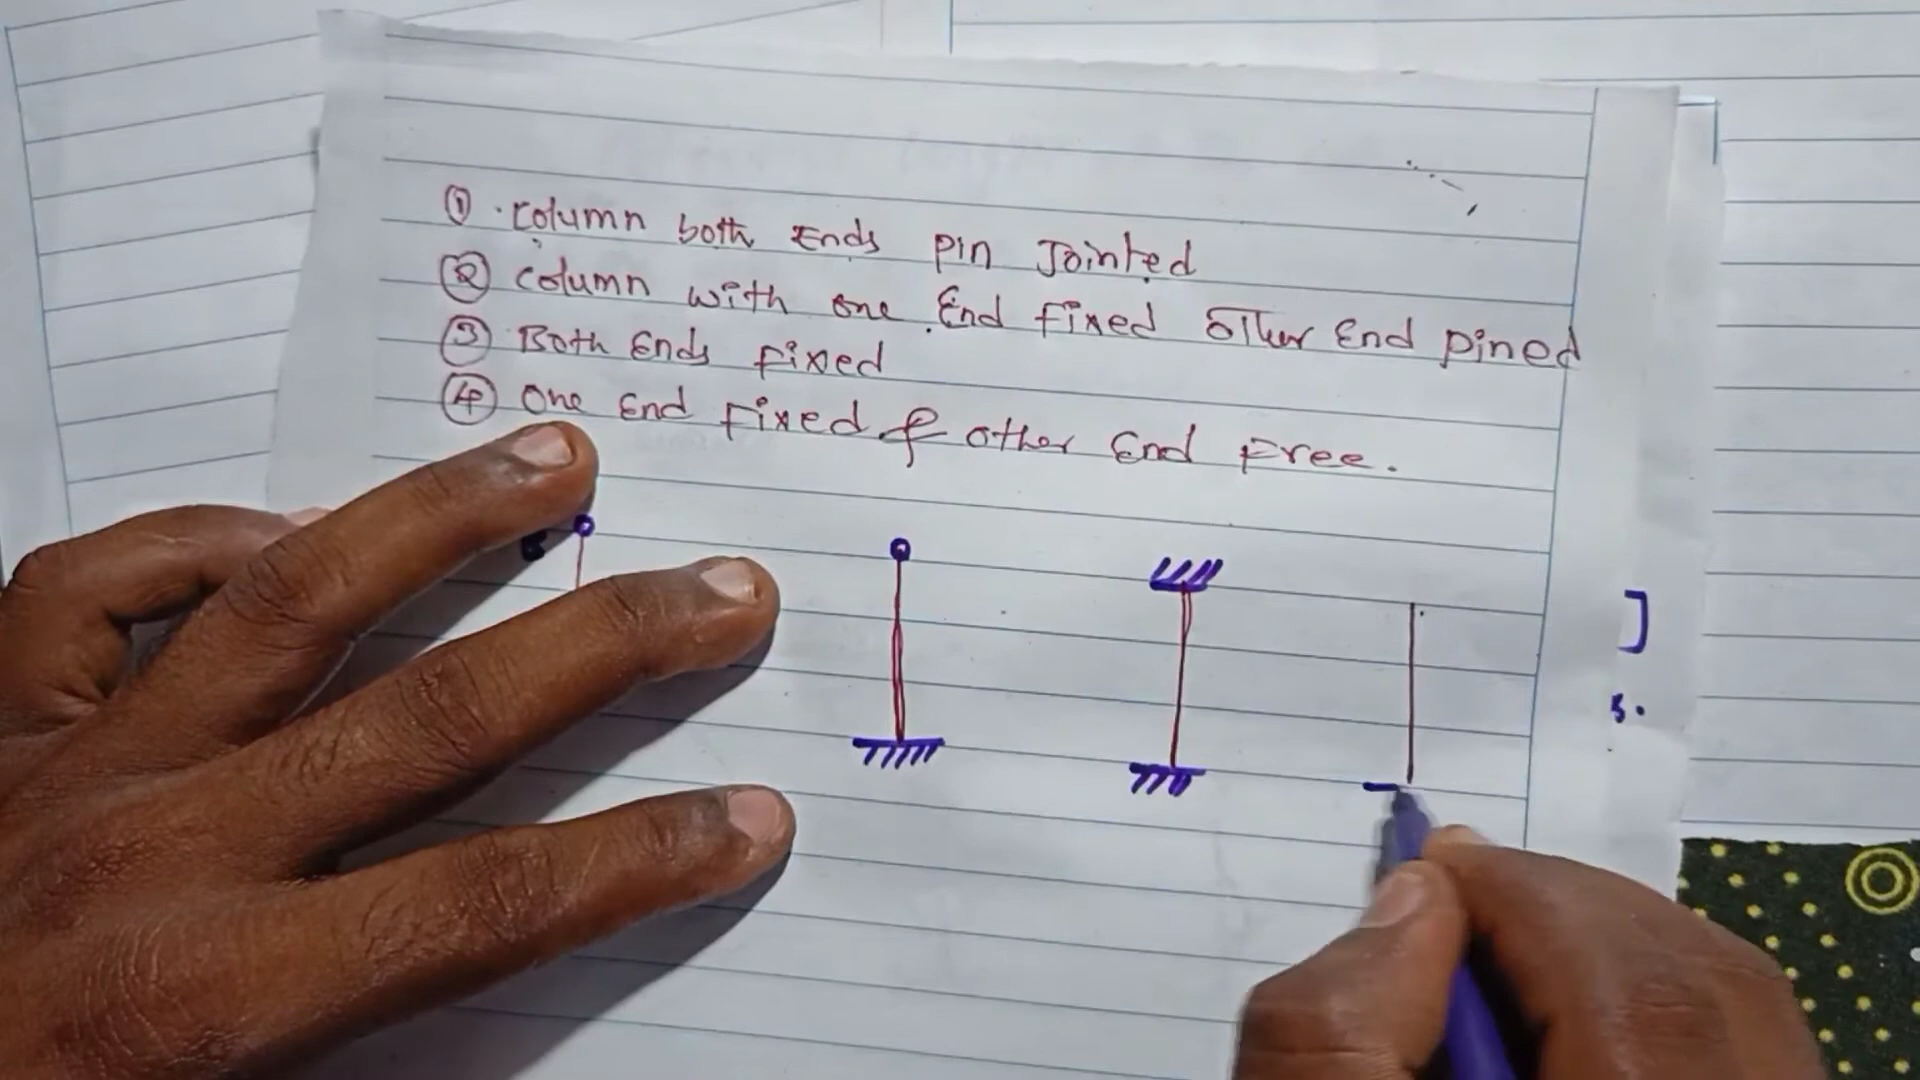 ① column both Ends pin Jointed
② column with one End fixed other End pined
③ Both Ends fixed
④ One End Fixed & other End Free.